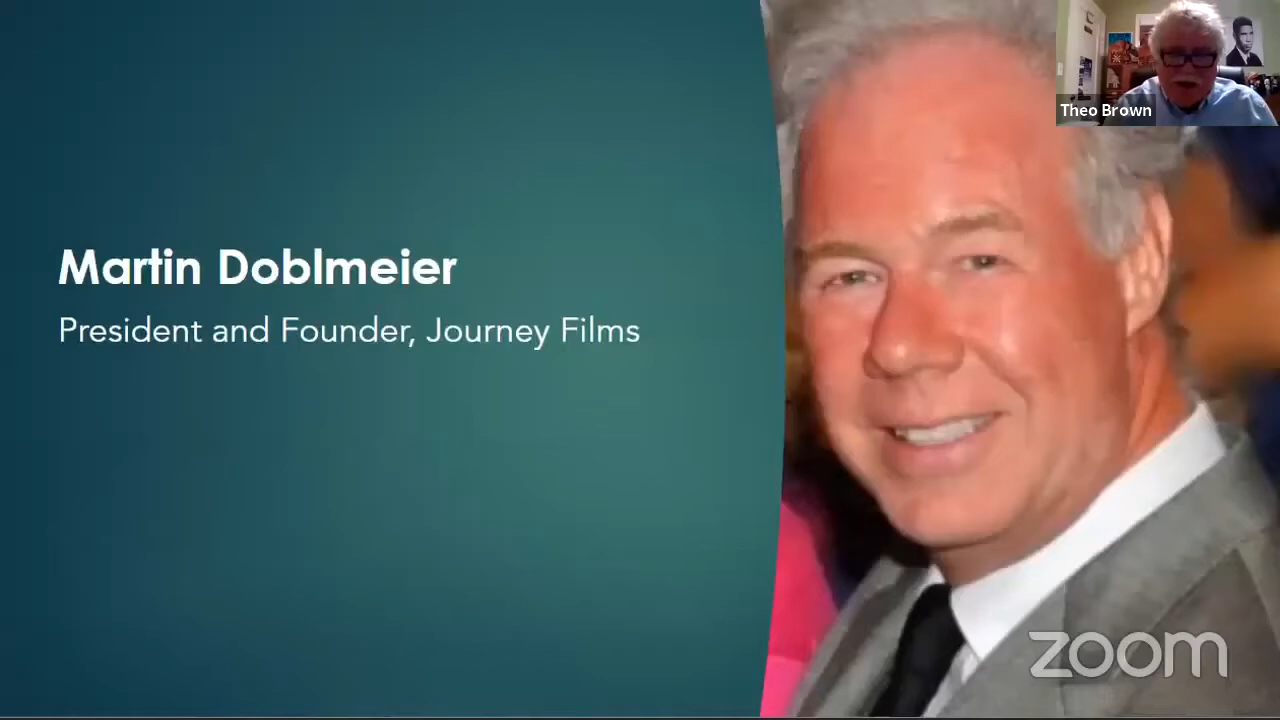 Martin Doblmeier
President and Founder, Journey Films
Theo Brown
zoom